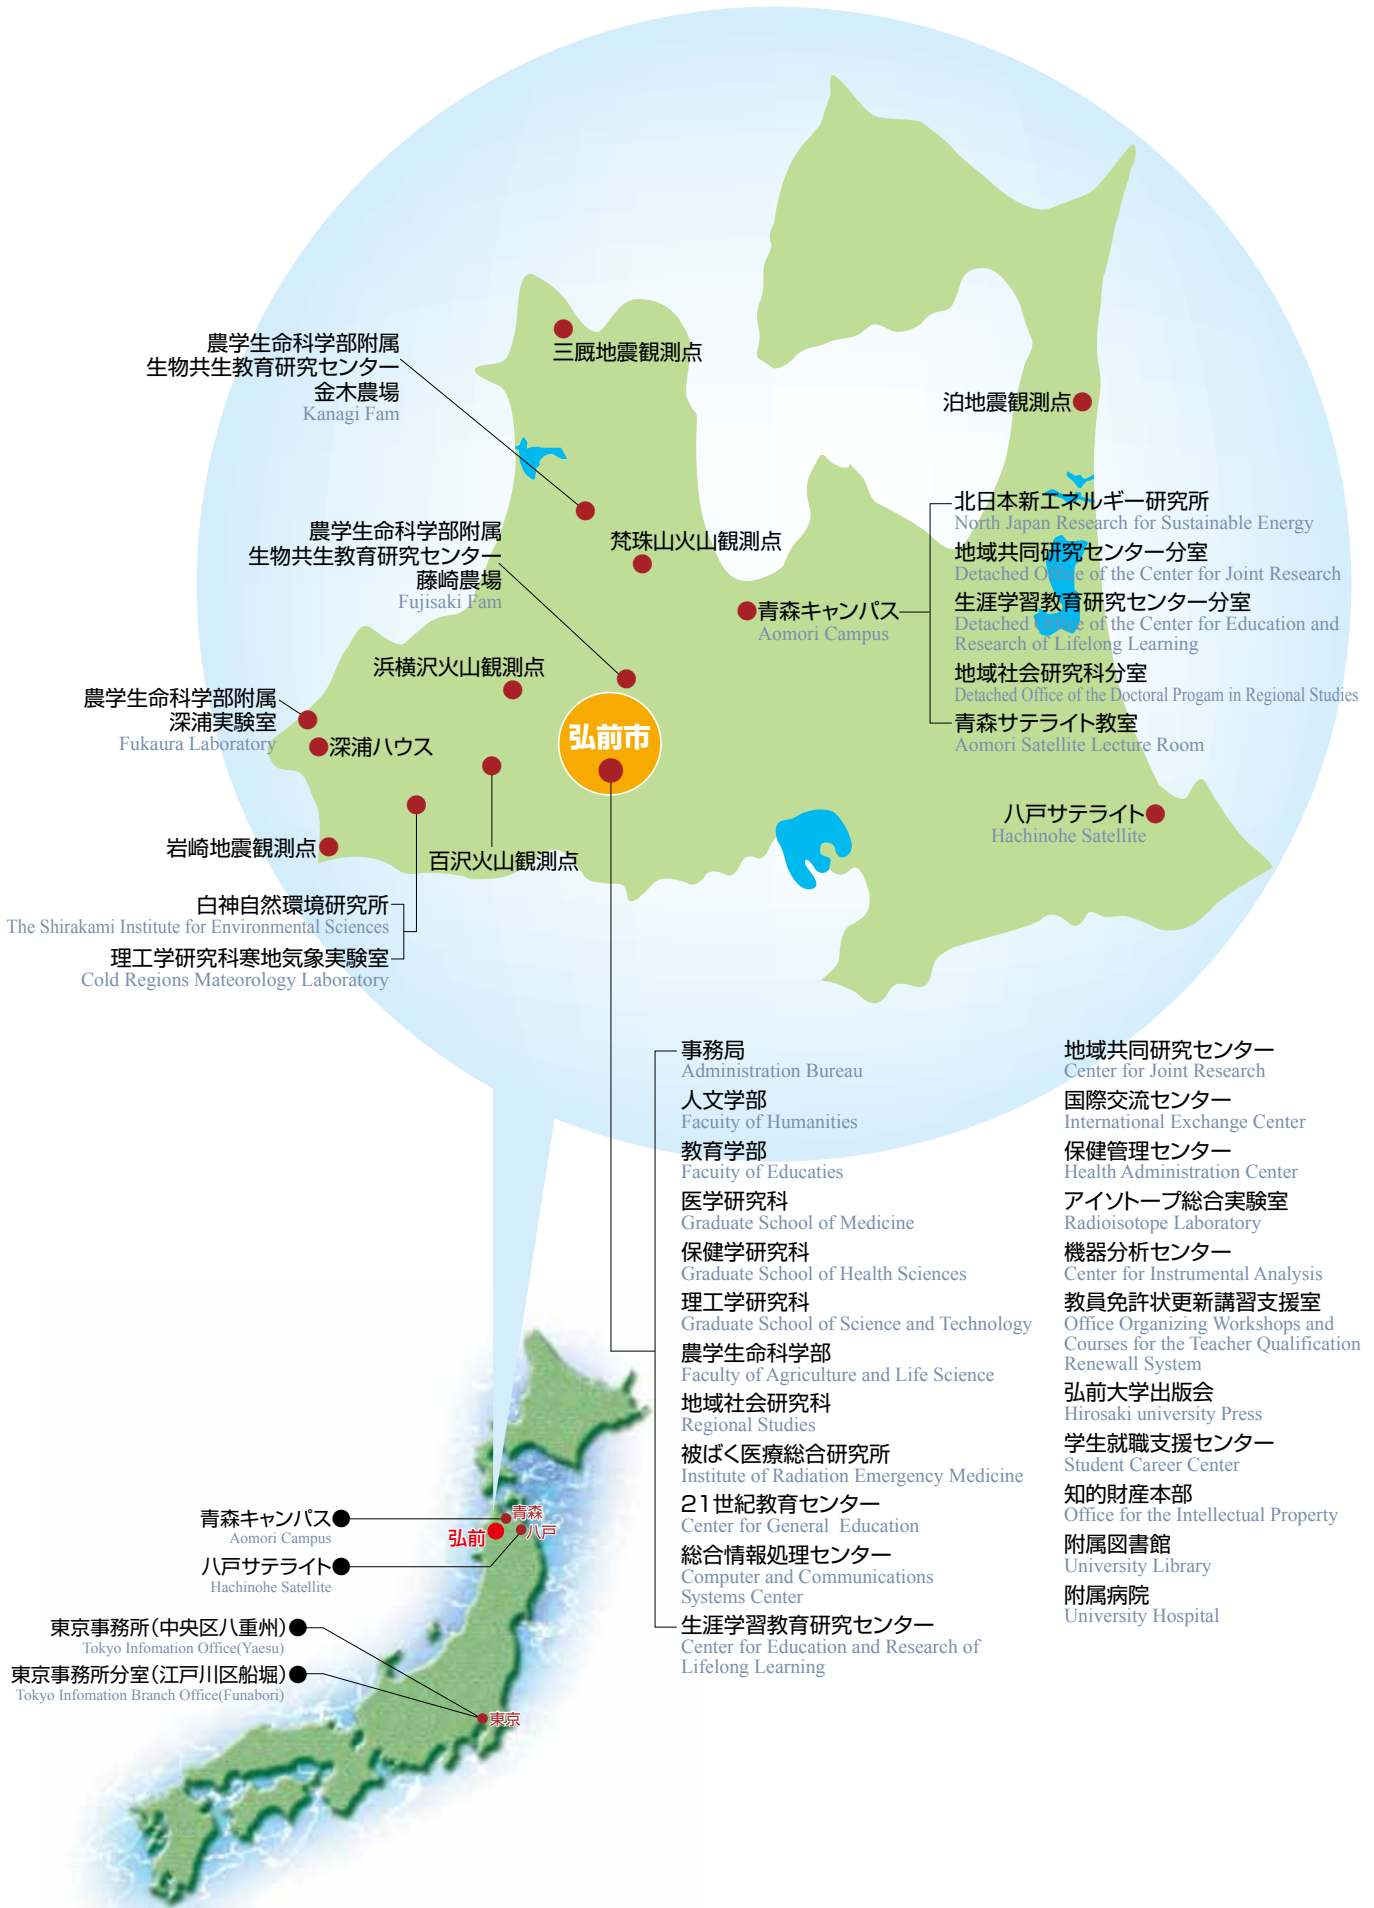 三厩地震観測点
農学生命科学部附属
生物共生教育研究センター
金木農場
Kanagi Fam
泊地震観測点
農学生命科学部附属
生物共生教育研究センター
藤崎農場
Fujisaki Fam
梵珠山火山観測点
青森キャンパス
Aomori Campus
北日本新エネルギー研究所
North Japan Research for Sustainable Energy
地域共同研究センター分室
Detached Office of the Center for Joint Research
生涯学習教育研究センター分室
Detached Office of the Center for Education and
Research of Lifelong Learning
地域社会研究科分室
Detached Office of the Doctoral Progam in Regional Studies
青森サテライト教室
Aomori Satellite Lecture Room
浜横沢火山観測点
農学生命科学部附属
深浦実験室
Fukaura Laboratory
深浦ハウス
弘前市
八戸サテライト
Hachinohe Satellite
岩崎地震観測点
百沢火山観測点
白神自然環境研究所
The Shirakami Institute for Environmental Sciences
理工学研究科寒地気象実験室
Cold Regions Mateorology Laboratory
事務局
Administration Bureau
人文学部
Facuity of Humanities
教育学部
Facuity of Educaties
医学研究科
Graduate School of Medicine
保健学研究科
Graduate School of Health Sciences
理工学研究科
Graduate School of Science and Technology
農学生命科学部
Faculty of Agriculture and Life Science
地域社会研究科
Regional Studies
被ばく医療総合研究所
Institute of Radiation Emergency Medicine
21世紀教育センター
Center for General Education
総合情報処理センター
Computer and Communications
Systems Center
生涯学習教育研究センター
Center for Education and Research of
Lifelong Learning
地域共同研究センター
Center for Joint Research
国際交流センター
International Exchange Center
保健管理センター
Health Administration Center
アイソトープ総合実験室
Radioisotope Laboratory
機器分析センター
Center for Instrumental Analysis
教員免許状更新講習支援室
Office Organizing Workshops and
Courses for the Teacher Qualification
Renewall System
弘前大学出版会
Hirosaki university Press
学生就職支援センター
Student Career Center
知的財産本部
Office for the Intellectual Property
附属図書館
University Library
附属病院
University Hospital
青森キャンパス
Aomori Campus
八戸サテライト
Hachinohe Satellite
東京事務所(中央区八重州)
Tokyo Infomation Office(Yaesu)
東京事務所分室(江戸川区船堀)
Tokyo Infomation Branch Office(Funabori)
青森
弘前
八戸
東京